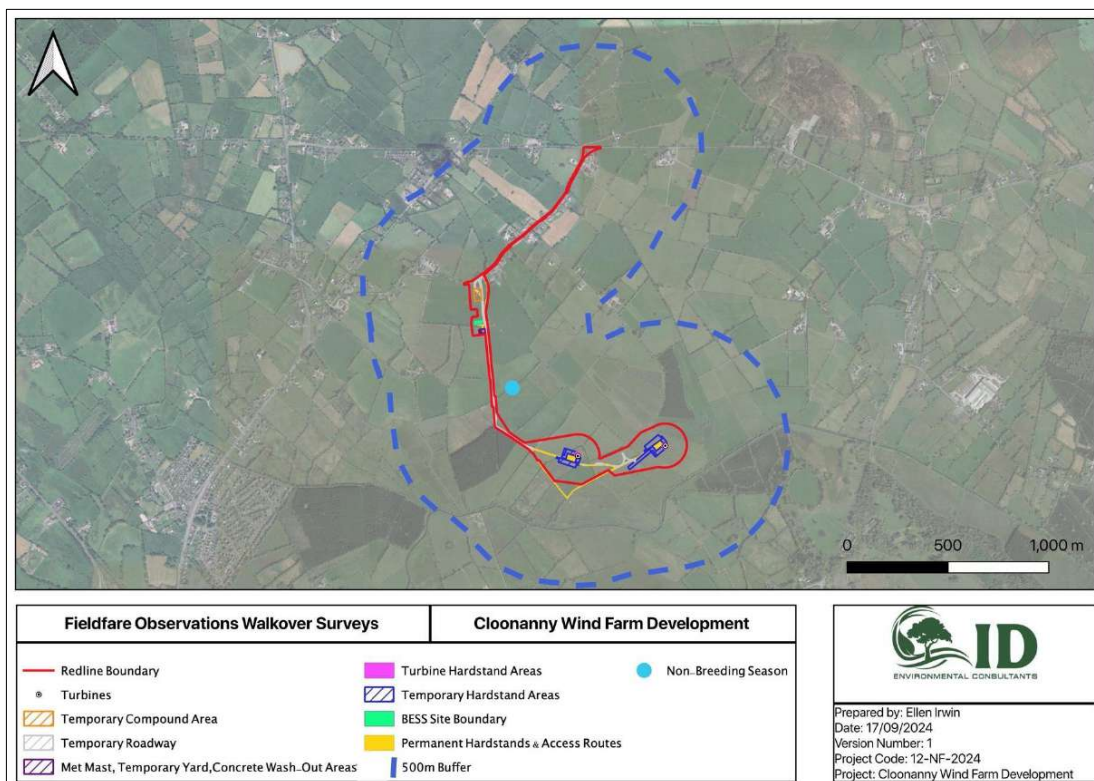 0 500 1,000 m
Fieldfare Observations Walkover Surveys
Cloonanny Wind Farm Development
Redline Boundary
Turbines
Temporary Compound Area
Temporary Roadway
Met Mast, Temporary Yard,Concrete Wash-Out Areas
Turbine Hardstand Areas
Temporary Hardstand Areas
BESS Site Boundary
Permanent Hardstands & Access Routes
500m Buffer
Non-Breeding Season
ID
ENVIRONMENTAL CONSULTANTS
Prepared by: Ellen Irwin
Date: 17/09/2024
Version Number: 1
Project Code: 12-NF-2024
Project: Cloonanny Wind Farm Development